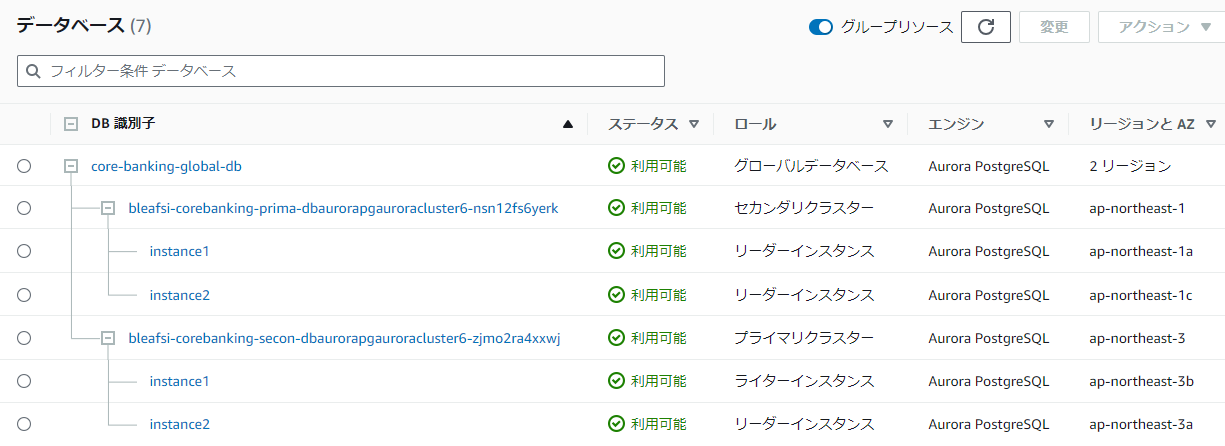 データベース (7)
グループリソース 変更 アクション
フィルター条件 データベース
DB 識別子 ステータス ロール エンジン リージョンと AZ
core-banking-global-db 利用可能 グローバルデータベース Aurora PostgreSQL 2 リージョン
bleafsi-corebanking-prima-dbaurorapgauroracluster6-nsn12fs6yerk 利用可能 セカンダリクラスター Aurora PostgreSQL ap-northeast-1
instance1 利用可能 リーダーインスタンス Aurora PostgreSQL ap-northeast-1a
instance2 利用可能 リーダーインスタンス Aurora PostgreSQL ap-northeast-1c
bleafsi-corebanking-secon-dbaurorapgauroracluster6-zjmo2ra4xxwj 利用可能 プライマリクラスター Aurora PostgreSQL ap-northeast-3
instance1 利用可能 ライターインスタンス Aurora PostgreSQL ap-northeast-3b
instance2 利用可能 リーダーインスタンス Aurora PostgreSQL ap-northeast-3a